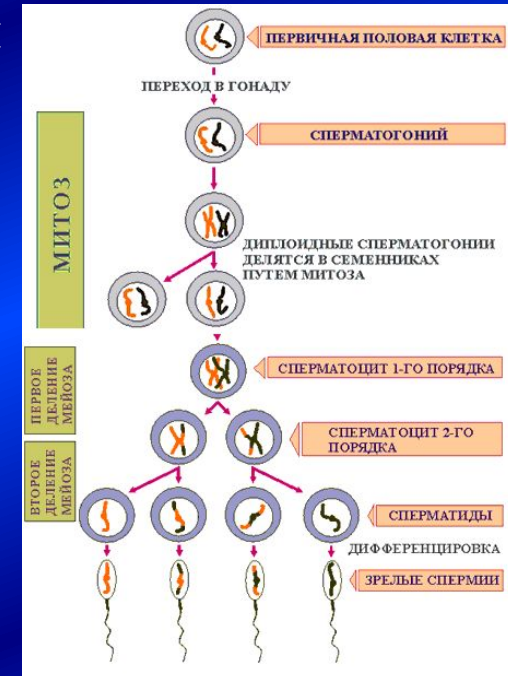 ПЕРВИЧНАЯ ПОЛОВАЯ КЛЕТКА
ПЕРЕХОД В ГОНАДУ
СПЕРМАТОГОНИЙ
МИТОЗ
ДИПЛОИДНЫЕ СПЕРМАТОГОНИИ
ДЕЛЯТСЯ В СЕМЕННИКАХ
ПУТЕМ МИТОЗА
ПЕРВОЕ
ДЕЛЕНИЕ
МЕЙОЗА
СПЕРМАТОЦИТ 1-ГО ПОРЯДКА
СПЕРМАТОЦИТ 2-ГО
ПОРЯДКА
ВТОРОЕ
ДЕЛЕНИЕ
МЕЙОЗА
СПЕРМАТИДЫ
ДИФФЕРЕНЦИРОВКА
ЗРЕЛЫЕ СПЕРМИИ